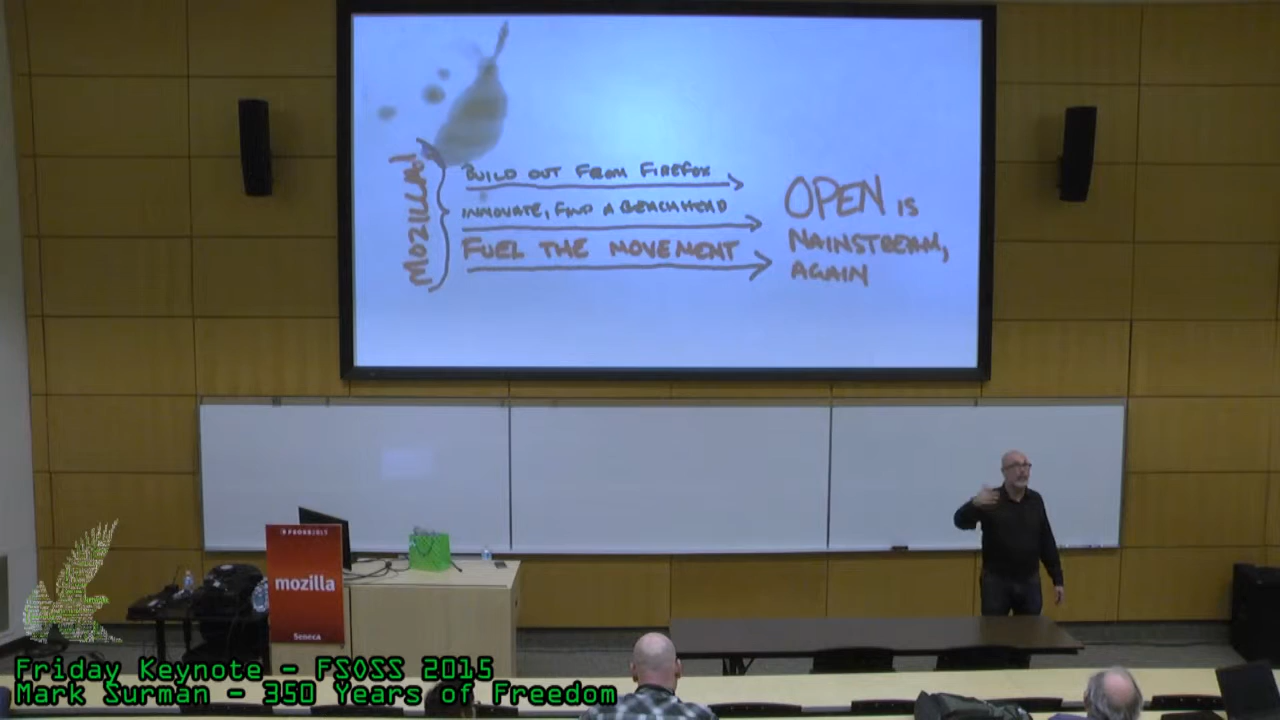 MOZILLA!
BUILD OUT FROM FIREFOX
INNOVATE, FIND A BEACHHEAD
FUEL THE MOVEMENT
OPEN IS
MAINSTREAM,
AGAIN
mozilla
Seneca
Friday Keynote - FSOSS 2015
Mark Surman - 350 Years of Freedom